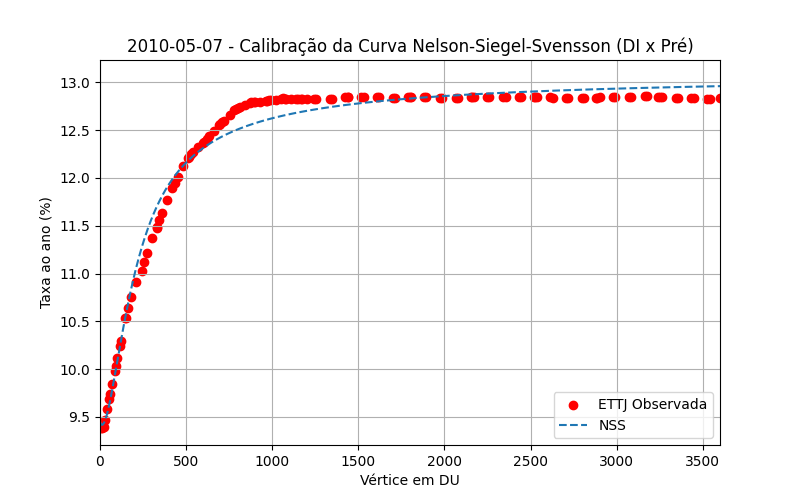 2010-05-07 - Calibração da Curva Nelson-Siegel-Svensson (DI x Pré)
Taxa ao ano (%)
13.0
12.5
12.0
11.5
11.0
10.5
10.0
9.5
ETTJ Observada
NSS
0 500 1000 1500 2000 2500 3000 3500
Vértice em DU